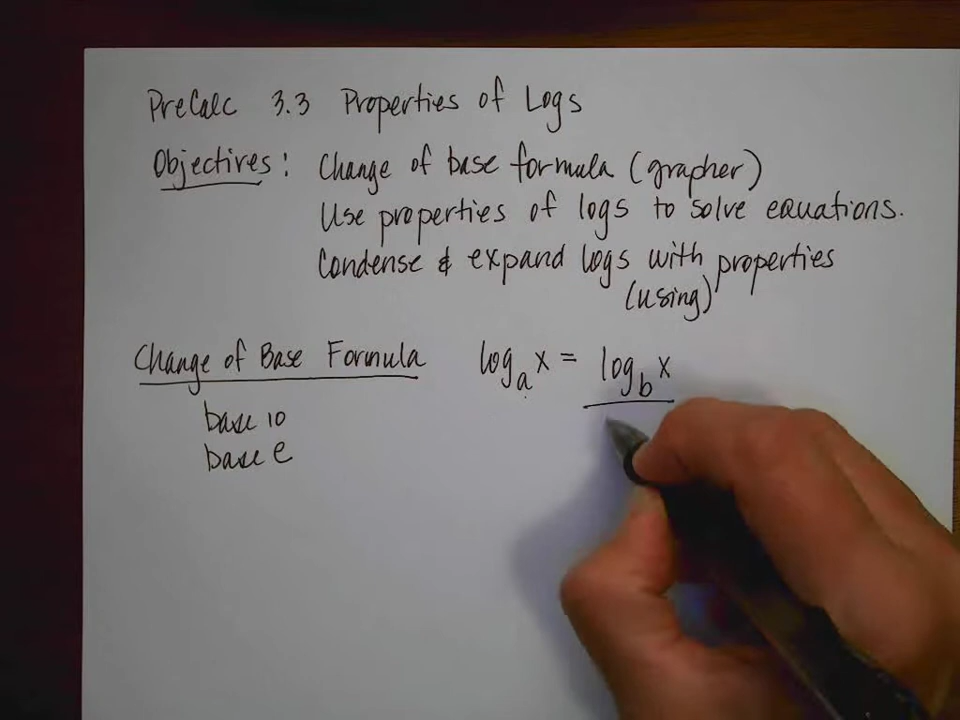 PreCalc 3.3 Properties of Logs
Objectives: Change of base formula (grapher)
Use properties of logs to solve equations.
Condense & expand logs with properties
(using)
Change of Base Formula log_a x = log_b x
base 10
base e